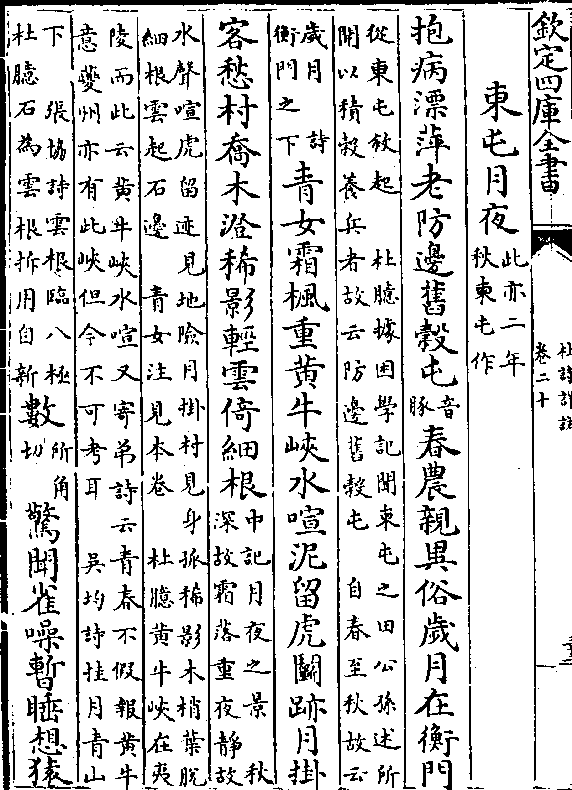 欽定四庫全書
杜詩詳註
卷二十
東屯月夜 此亦二年
秋東屯作
抱病漂萍老防邊舊穀屯 音
豚 春農親異俗歲月在衡門
從東屯敘起 杜臆據困學記聞東屯之田公孫述所
開以積穀養兵者故云防邊舊穀屯 自春至秋故云
歲月 詩
衡門之下 青女霜楓重黃牛峽水喧泥留虎鬭跡月掛
客愁村喬木澄稀影輕雲倚細根 中記月夜之景 秋
深故霜落重夜靜故
水聲喧虎留迹見地險月掛村見身孤稀影木梢葉脫
細根雲起石邊 青女注見本卷 杜臆黃牛峽在夷
陵而此云黃牛峽水喧又寄弟詩云青春不假報黃牛
意夔州亦有此峽但今不可考耳 吳均詩挂月青山
下 張協詩雲根臨八極
杜臆石為雲根拆用自新 數 所角
切 驚聞雀噪暫睡想猿